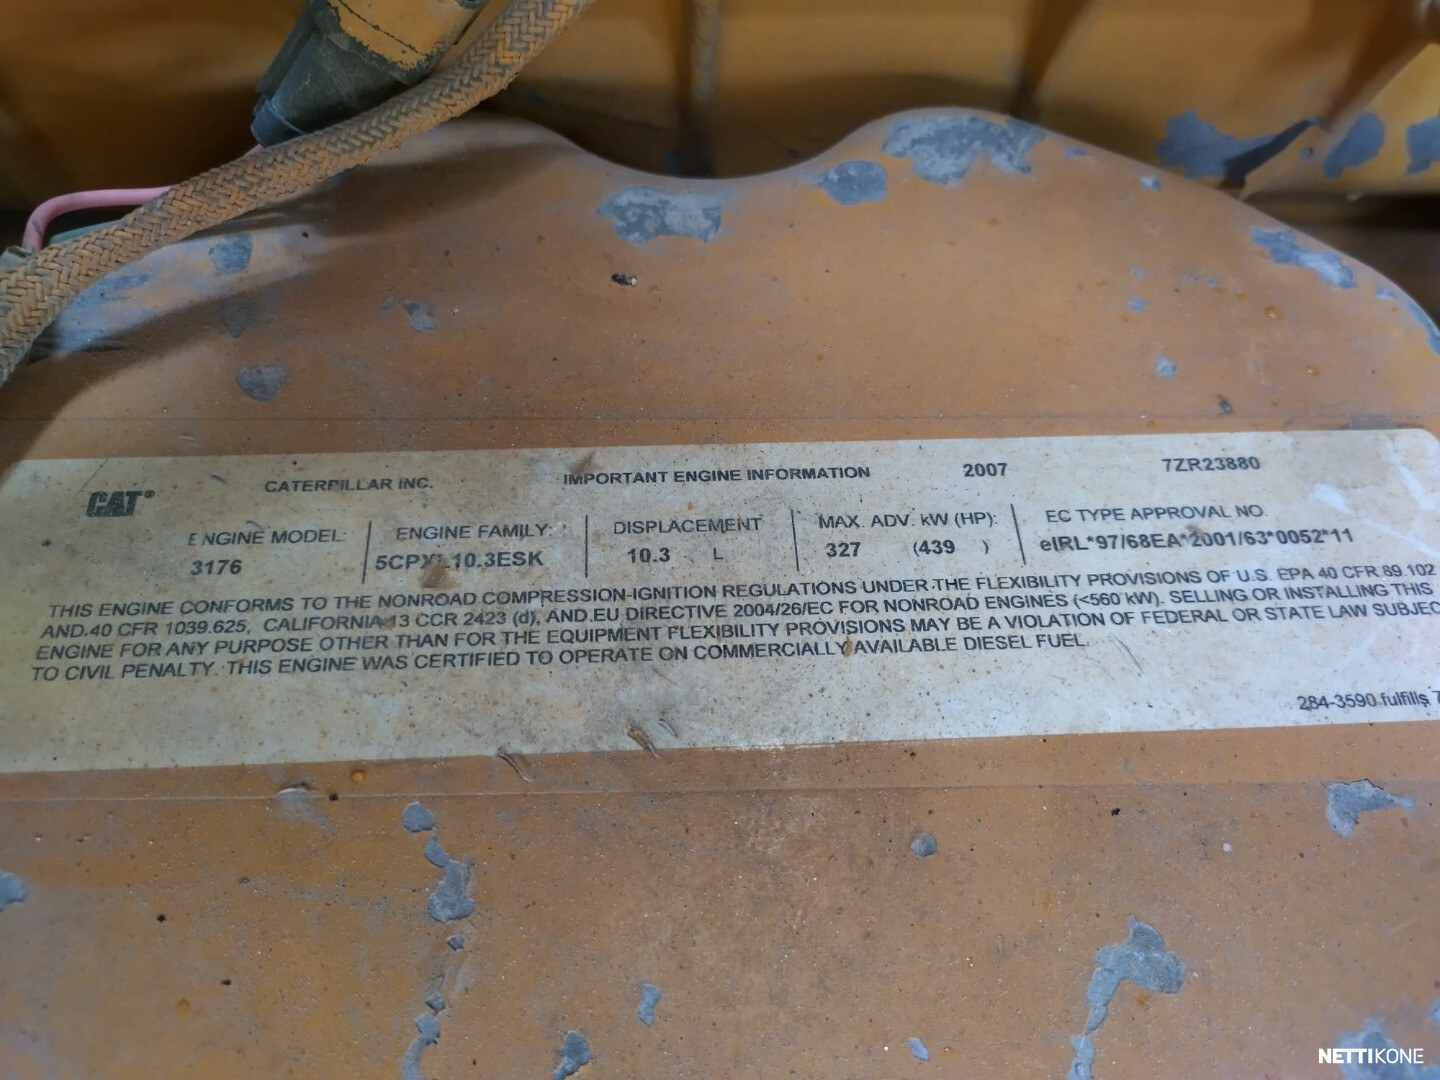 CATERPILLAR INC. IMPORTANT ENGINE INFORMATION 2007 7ZR23880
CAT®
ENGINE MODEL: ENGINE FAMILY: DISPLACEMENT MAX. ADV. kW (HP): EC TYPE APPROVAL NO.
3176 5CPXL10.3ESK 10.3 L 327 (439 ) eIRL*97/68EA*2001/63*0052*11
THIS ENGINE CONFORMS TO THE NONROAD COMPRESSION-IGNITION REGULATIONS UNDER THE FLEXIBILITY PROVISIONS OF U.S. EPA 40 CFR 89.102
AND 40 CFR 1039.625, CALIFORNIA 13 CCR 2423 (d), AND EU DIRECTIVE 2004/26/EC FOR NONROAD ENGINES (<560 kW). SELLING OR INSTALLING THIS
ENGINE FOR ANY PURPOSE OTHER THAN FOR THE EQUIPMENT FLEXIBILITY PROVISIONS MAY BE A VIOLATION OF FEDERAL OR STATE LAW SUBJEC
TO CIVIL PENALTY. THIS ENGINE WAS CERTIFIED TO OPERATE ON COMMERCIALLY AVAILABLE DIESEL FUEL.
284-3590 fulfills 7
NETTIKONE